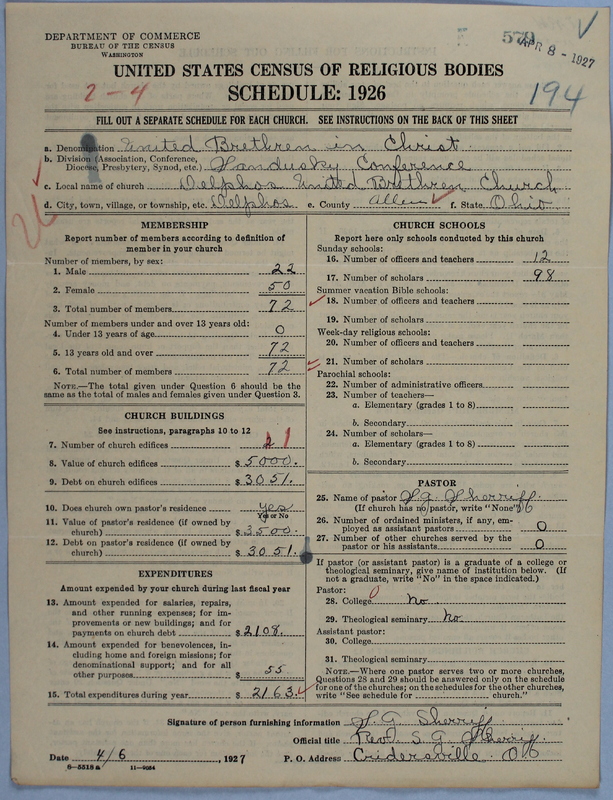 DEPARTMENT OF COMMERCE
BUREAU OF THE CENSUS
WASHINGTON
579
APR 8 - 1927
UNITED STATES CENSUS OF RELIGIOUS BODIES
SCHEDULE: 1926
2-4
194
FILL OUT A SEPARATE SCHEDULE FOR EACH CHURCH. SEE INSTRUCTIONS ON THE BACK OF THIS SHEET
a. Denomination United Brethren in Christ
b. Division (Association, Conference,
Diocese, Presbytery, Synod, etc.) Sandusky Conference
c. Local name of church Delphos United Brethren Church
d. City, town, village, or township, etc. Delphos e. County Allen f. State Ohio
MEMBERSHIP
Report number of members according to definition of
member in your church
Number of members, by sex:
1. Male 22
2. Female 50
3. Total number of members 72
Number of members under and over 13 years old:
4. Under 13 years of age 0
5. 13 years old and over 72
6. Total number of members 72
NOTE.—The total given under Question 6 should be
same as the total of males and females given under Question 3.
CHURCH BUILDINGS
See instructions, paragraphs 10 to 12
7. Number of church edifices 1
8. Value of church edifices $ 5000.
9. Debt on church edifices $ 3051.
10. Does church own pastor's residence yes
Yes or No
11. Value of pastor's residence (if owned by
church) $ 3500.
12. Debt on pastor's residence (if owned by
church) $ 3051.
EXPENDITURES
Amount expended by your church during last fiscal year
13. Amount expended for salaries, repairs,
and other running expenses; for im-
provements or new buildings; and for
payments on church debt $ 2108.
14. Amount expended for benevolences, in-
cluding home and foreign missions; for
denominational support; and for all
other purposes $ 55
15. Total expenditures during year $ 2163.
CHURCH SCHOOLS
Report here only schools conducted by this church
Sunday schools:
16. Number of officers and teachers 12
17. Number of scholars 98
Summer vacation Bible schools:
18. Number of officers and teachers
19. Number of scholars
Week-day religious schools:
20. Number of officers and teachers
21. Number of scholars
Parochial schools:
22. Number of administrative officers
23. Number of teachers—
a. Elementary (grades 1 to 8)
b. Secondary
24. Number of scholars—
a. Elementary (grades 1 to 8)
b. Secondary
PASTOR
25. Name of pastor S. G. Sherriff
(If church has no pastor, write "None")
26. Number of ordained ministers, if any, em-
ployed as assistant pastors 0
27. Number of other churches served by the
pastor or his assistants 0
If pastor (or assistant pastor) is a graduate of a college or
theological seminary, give name of institution below. (If
not a graduate, write "No" in the space indicated.)
Pastor:
28. College No
29. Theological seminary No
Assistant pastor:
30. College
31. Theological seminary
NOTE.—Where one pastor serves two or more churches,
Questions 28 and 29 should be answered only on the schedule
for one of the churches; on the schedules for the other churches,
write "See schedule for church."
Signature of person furnishing information S. G. Sherriff
Official title Rev. S. G. Sherriff
Date 4/6, 1927 P. O. Address Cridersville O.
6-5518a 11-9034